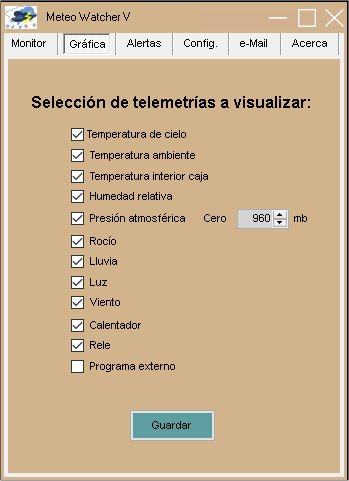 Meteo Watcher V
Monitor Gráfica Alertas Config. e-Mail Acerca
Selección de telemetrías a visualizar:
Temperatura de cielo
Temperatura ambiente
Temperatura interior caja
Humedad relativa
Presión atmosférica Cero 960 mb
Rocío
Lluvia
Luz
Viento
Calentador
Rele
Programa externo
Guardar